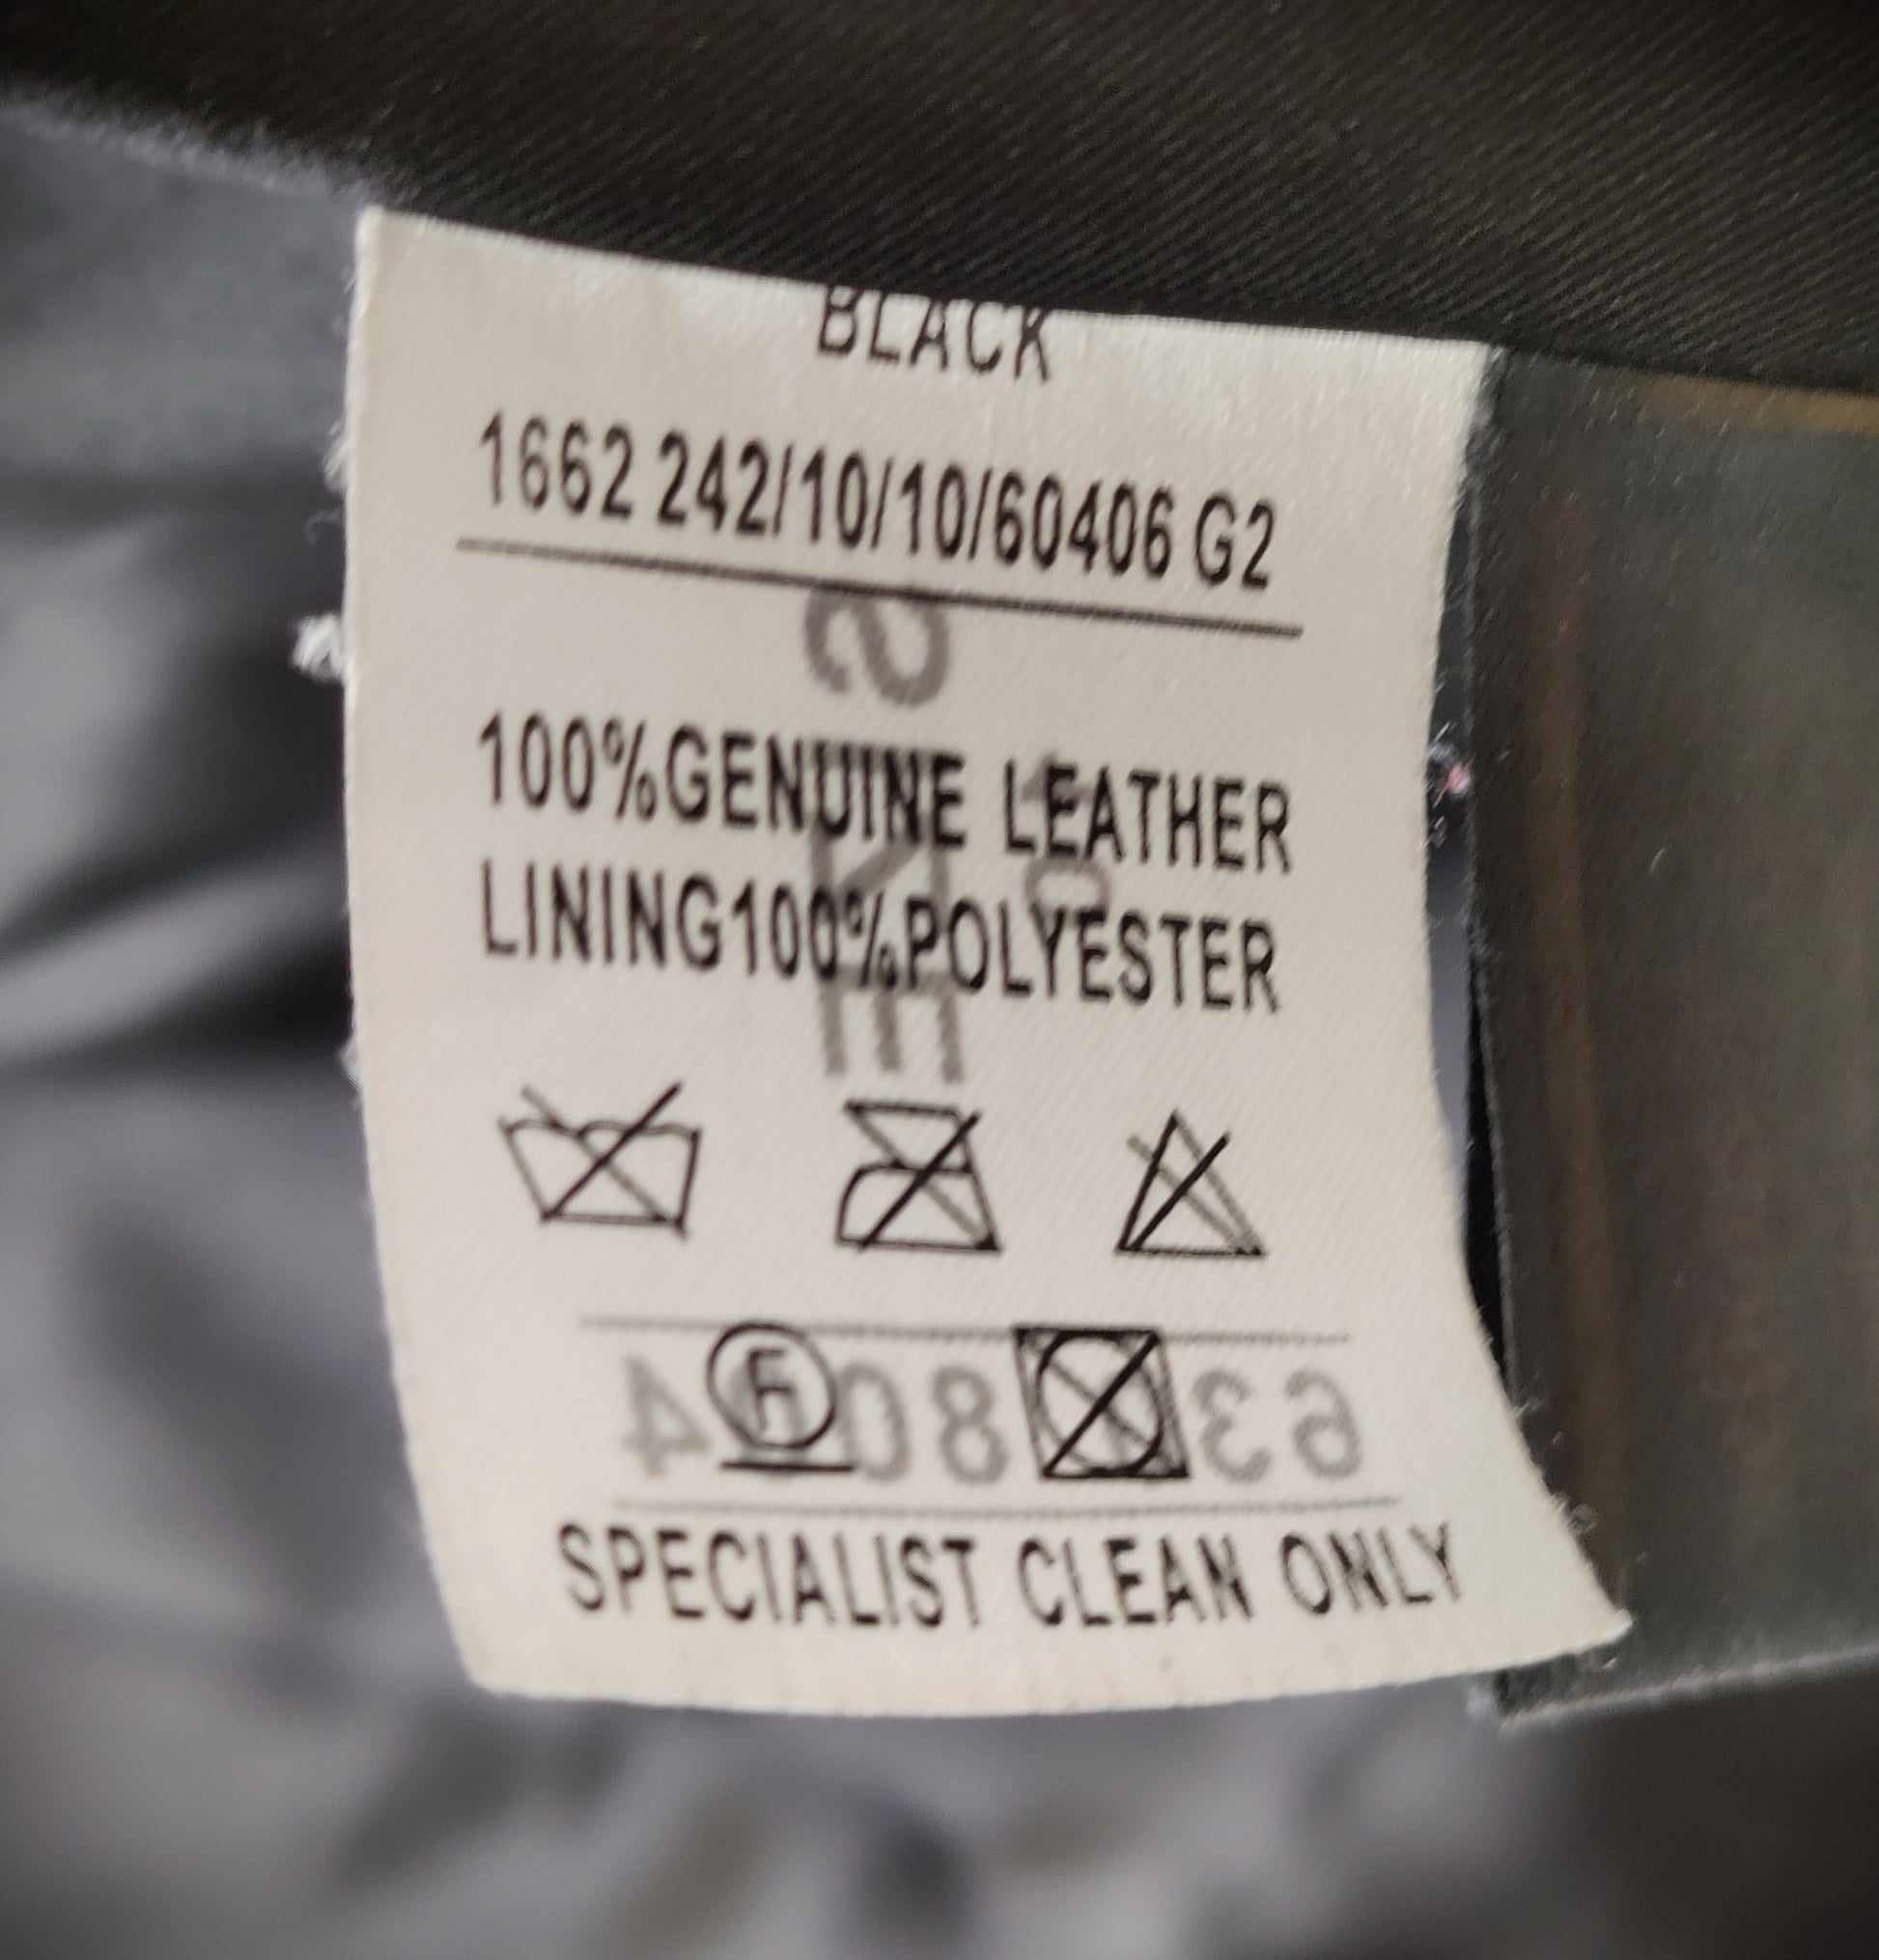 BLACK
1662 242/10/10/60406 G2
100%GENUINE LEATHER
LINING100%POLYESTER
F
SPECIALIST CLEAN ONLY